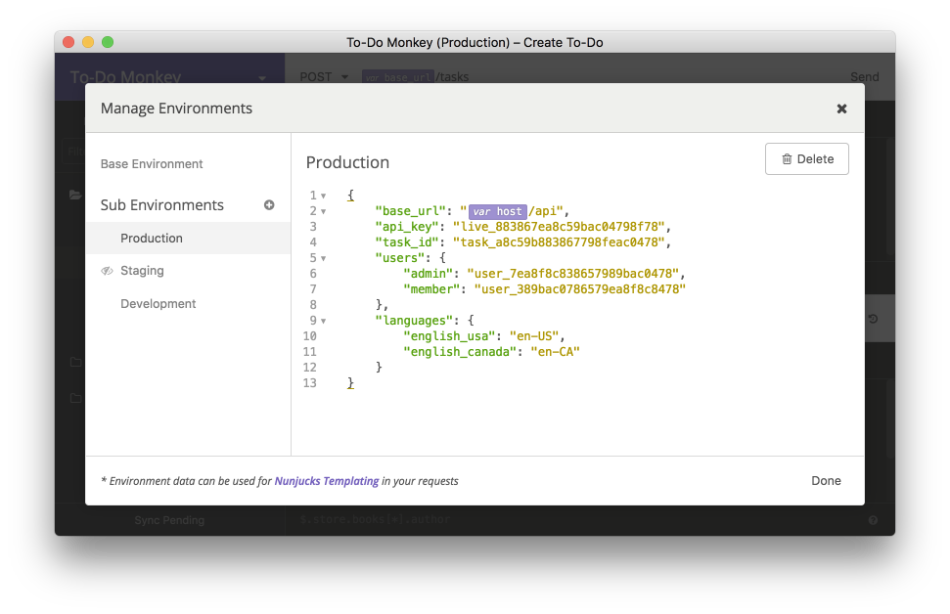 To-Do Monkey (Production) – Create To-Do
To-Do Monkey
POST var base_url/tasks Send
Manage Environments
Base Environment
Sub Environments
Production
Staging
Development
Production
Delete
1 {
2 "base_url": "var host/api",
3 "api_key": "live_883867ea8c59bac04798f78",
4 "task_id": "task_a8c59b883867798feac0478",
5 "users": {
6 "admin": "user_7ea8f8c838657989bac0478",
7 "member": "user_389bac0786579ea8f8c8478"
8 },
9 "languages": {
10 "english_usa": "en-US",
11 "english_canada": "en-CA"
12 }
13 }
* Environment data can be used for Nunjucks Templating in your requests
Done
Sync Pending
$.store.books[*].author